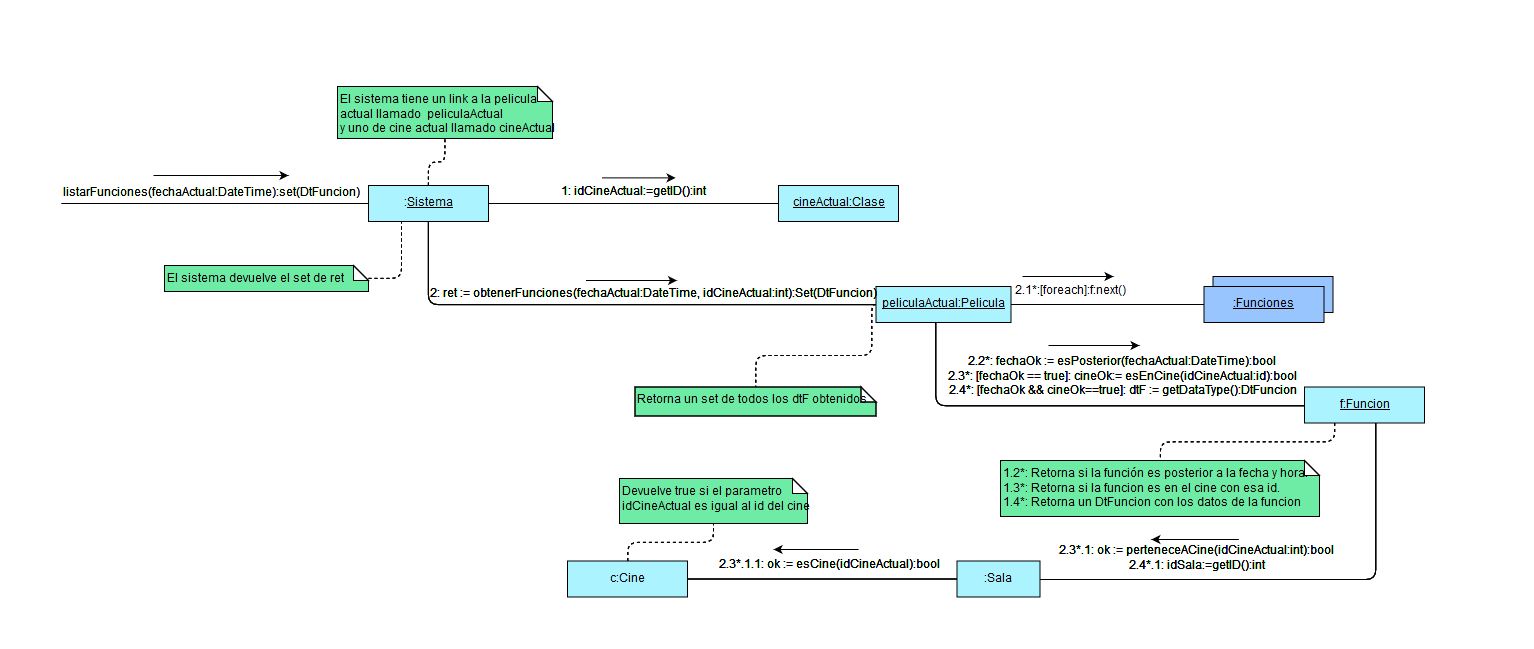 El sistema tiene un link a la pelicula
actual llamado peliculaActual
y uno de cine actual llamado cineActual
listarFunciones(fechaActual:DateTime):set(DtFuncion)
:Sistema
1: idCineActual:=getID():int
cineActual:Clase
El sistema devuelve el set de ret
2: ret := obtenerFunciones(fechaActual:DateTime, idCineActual:int):Set(DtFuncion)
peliculaActual:Pelicula
2.1*:[foreach]:f:next()
:Funciones
2.2*: fechaOk := esPosterior(fechaActual:DateTime):bool
2.3*: [fechaOk == true]: cineOk:= esEnCine(idCineActual:id):bool
2.4*: [fechaOk && cineOk==true]: dtF := getDataType():DtFuncion
Retorna un set de todos los dtF obtenidos
f:Funcion
1.2*: Retorna si la función es posterior a la fecha y hora
1.3*: Retorna si la funcion es en el cine con esa id.
1.4*: Retorna un DtFuncion con los datos de la funcion
Devuelve true si el parametro
idCineActual es igual al id del cine
2.3*.1: ok := perteneceACine(idCineActual:int):bool
2.4*.1: idSala:=getID():int
2.3*.1.1: ok := esCine(idCineActual):bool
c:Cine
:Sala